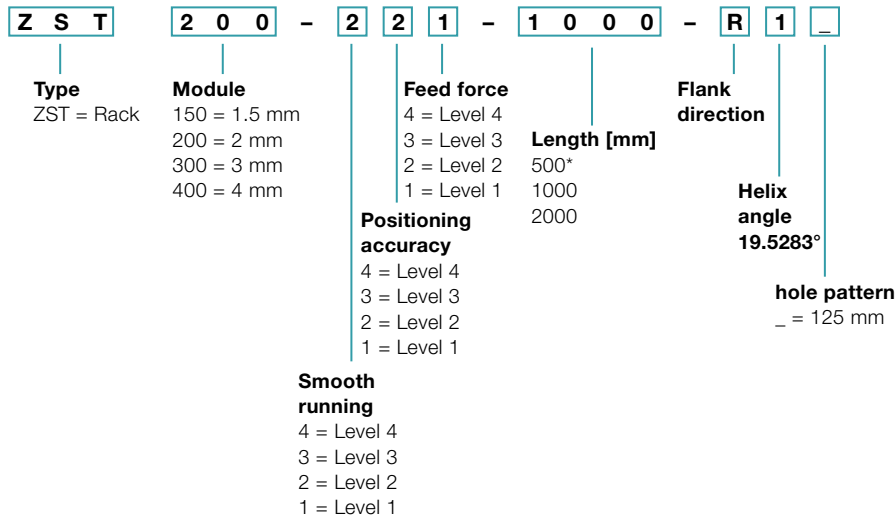 Z S T 2 0 0 – 2 2 1 – 1 0 0 0 – R 1 _
Type
ZST = Rack
Module
150 = 1.5 mm
200 = 2 mm
300 = 3 mm
400 = 4 mm
Feed force
4 = Level 4
3 = Level 3
2 = Level 2
1 = Level 1
Length [mm]
500*
1000
2000
Flank
direction
Helix
angle
19.5283°
Positioning
accuracy
4 = Level 4
3 = Level 3
2 = Level 2
1 = Level 1
hole pattern
_ = 125 mm
Smooth
running
4 = Level 4
3 = Level 3
2 = Level 2
1 = Level 1